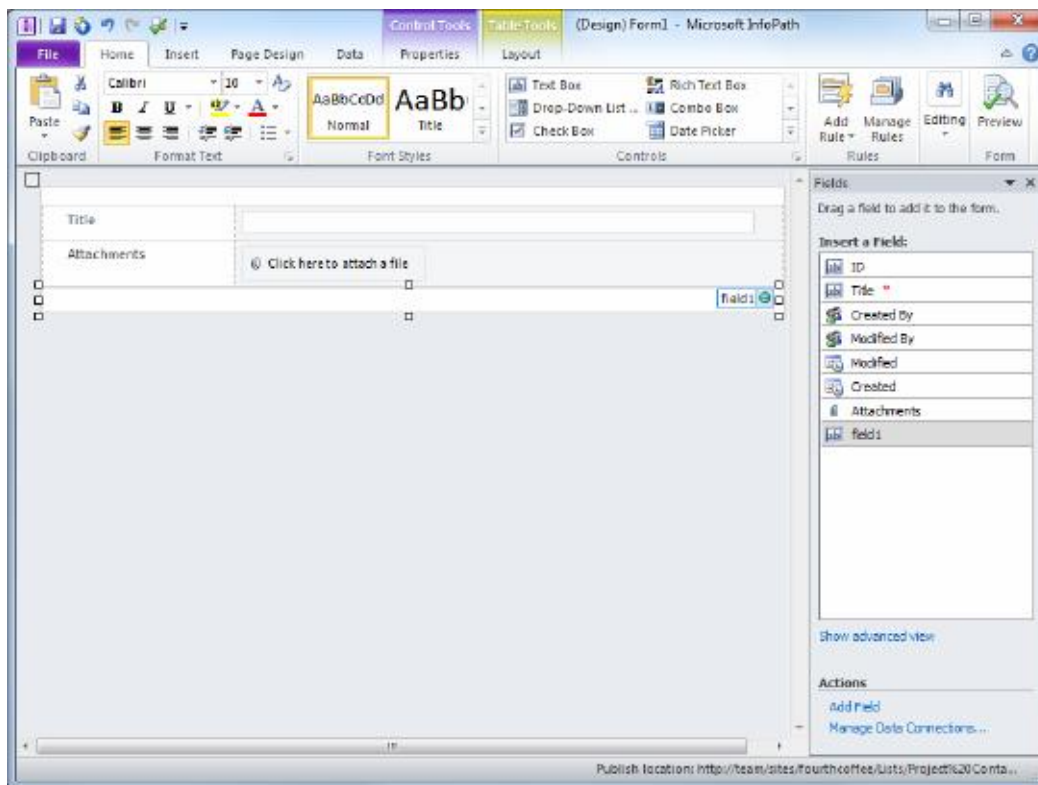 Control Tools Table Tools (Design) Form1 - Microsoft InfoPath
File Home Insert Page Design Data Properties Layout
Paste
Calibri 10
B I U A
AaBbCcDd AaBb
Normal Title
Text Box Rich Text Box
Drop-Down List ... Combo Box
Check Box Date Picker
Add Rule Manage Rules Editing Preview
Clipboard Format Text Font Styles Controls Rules Form
Title
Attachments
Click here to attach a file
field1
Fields
Drag a field to add it to the form.
Insert a Field:
ID
Title *
Created By
Modified By
Modified
Created
Attachments
field1
Show advanced view
Actions
Add Field
Manage Data Connections...
Publish location: http://team/sites/fourthcoffee/Lists/Project%20Conta...